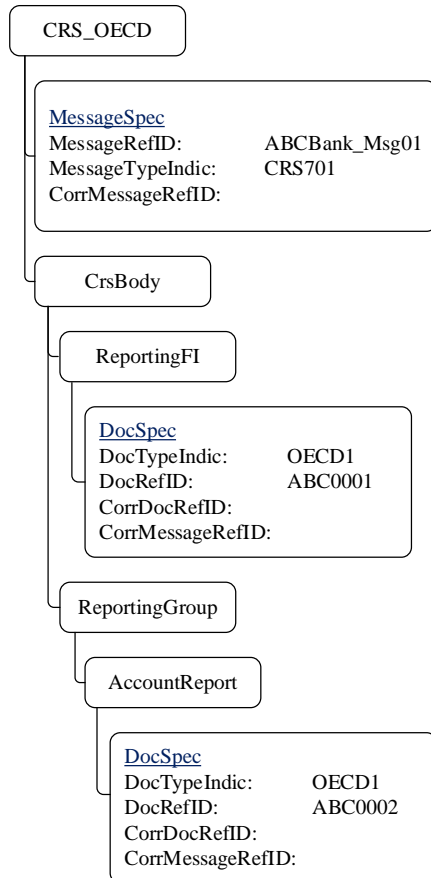 CRS_OECD
MessageSpec
MessageRefID: ABCBank_Msg01
MessageTypeIndic: CRS701
CorrMessageRefID:
CrsBody
ReportingFI
DocSpec
DocTypeIndic: OECD1
DocRefID: ABC0001
CorrDocRefID:
CorrMessageRefID:
ReportingGroup
AccountReport
DocSpec
DocTypeIndic: OECD1
DocRefID: ABC0002
CorrDocRefID:
CorrMessageRefID: